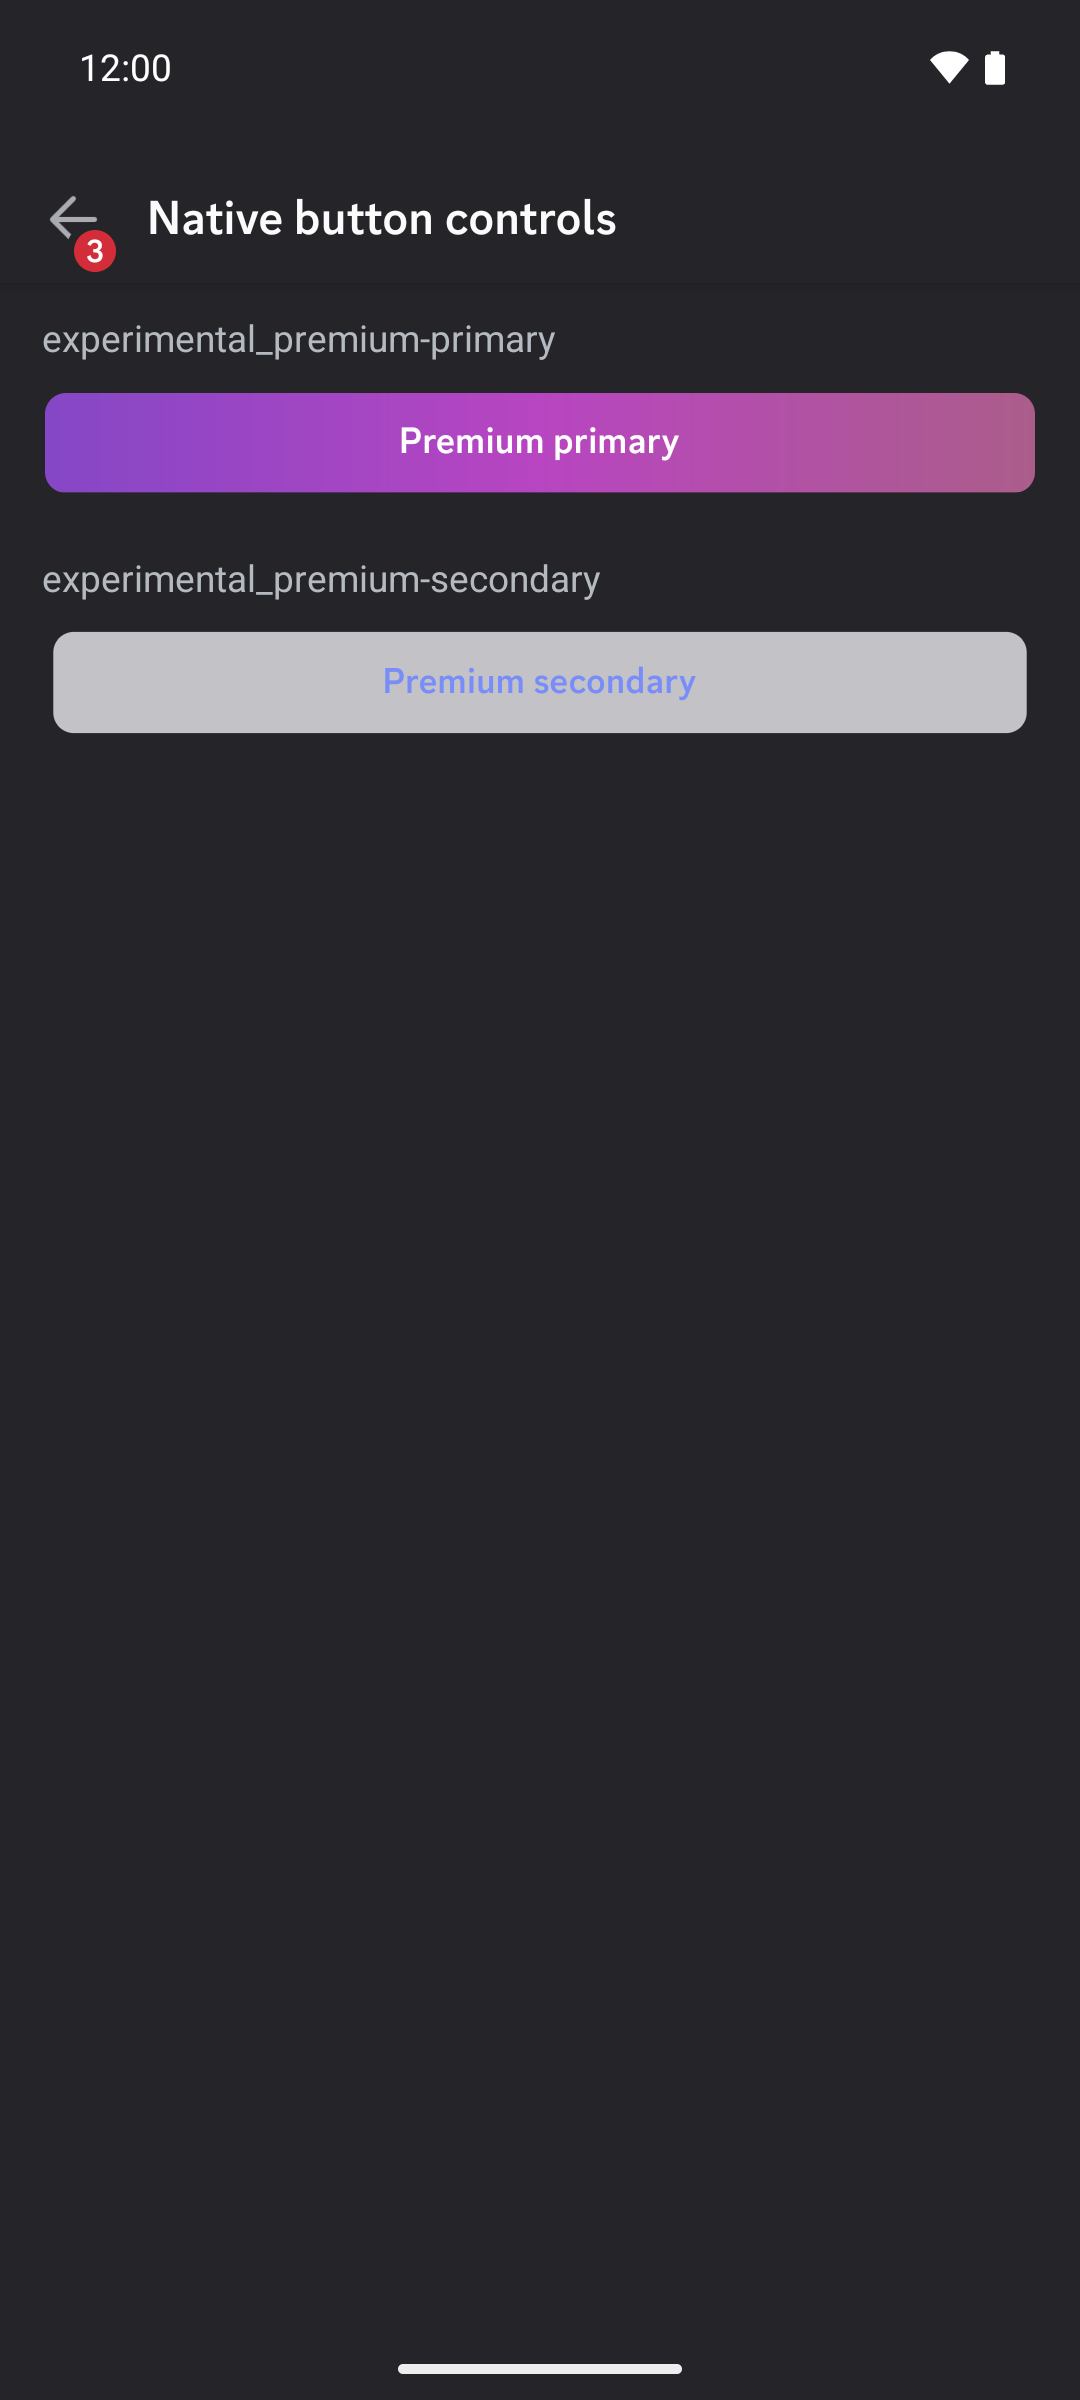 12:00
Native button controls
3
experimental_premium-primary
Premium primary
experimental_premium-secondary
Premium secondary